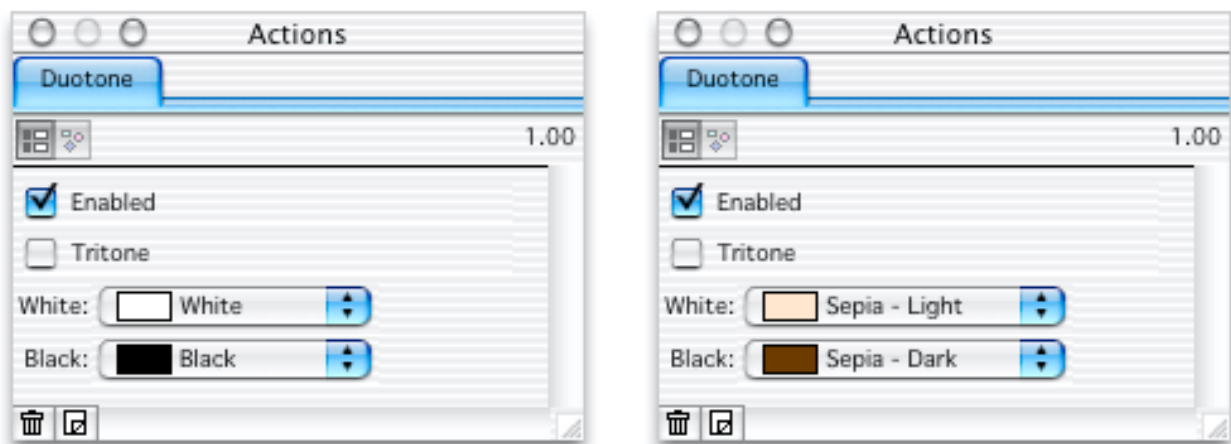 Actions
Duotone
1.00
Enabled
Tritone
White: White
Black: Black
Actions
Duotone
1.00
Enabled
Tritone
White: Sepia - Light
Black: Sepia - Dark